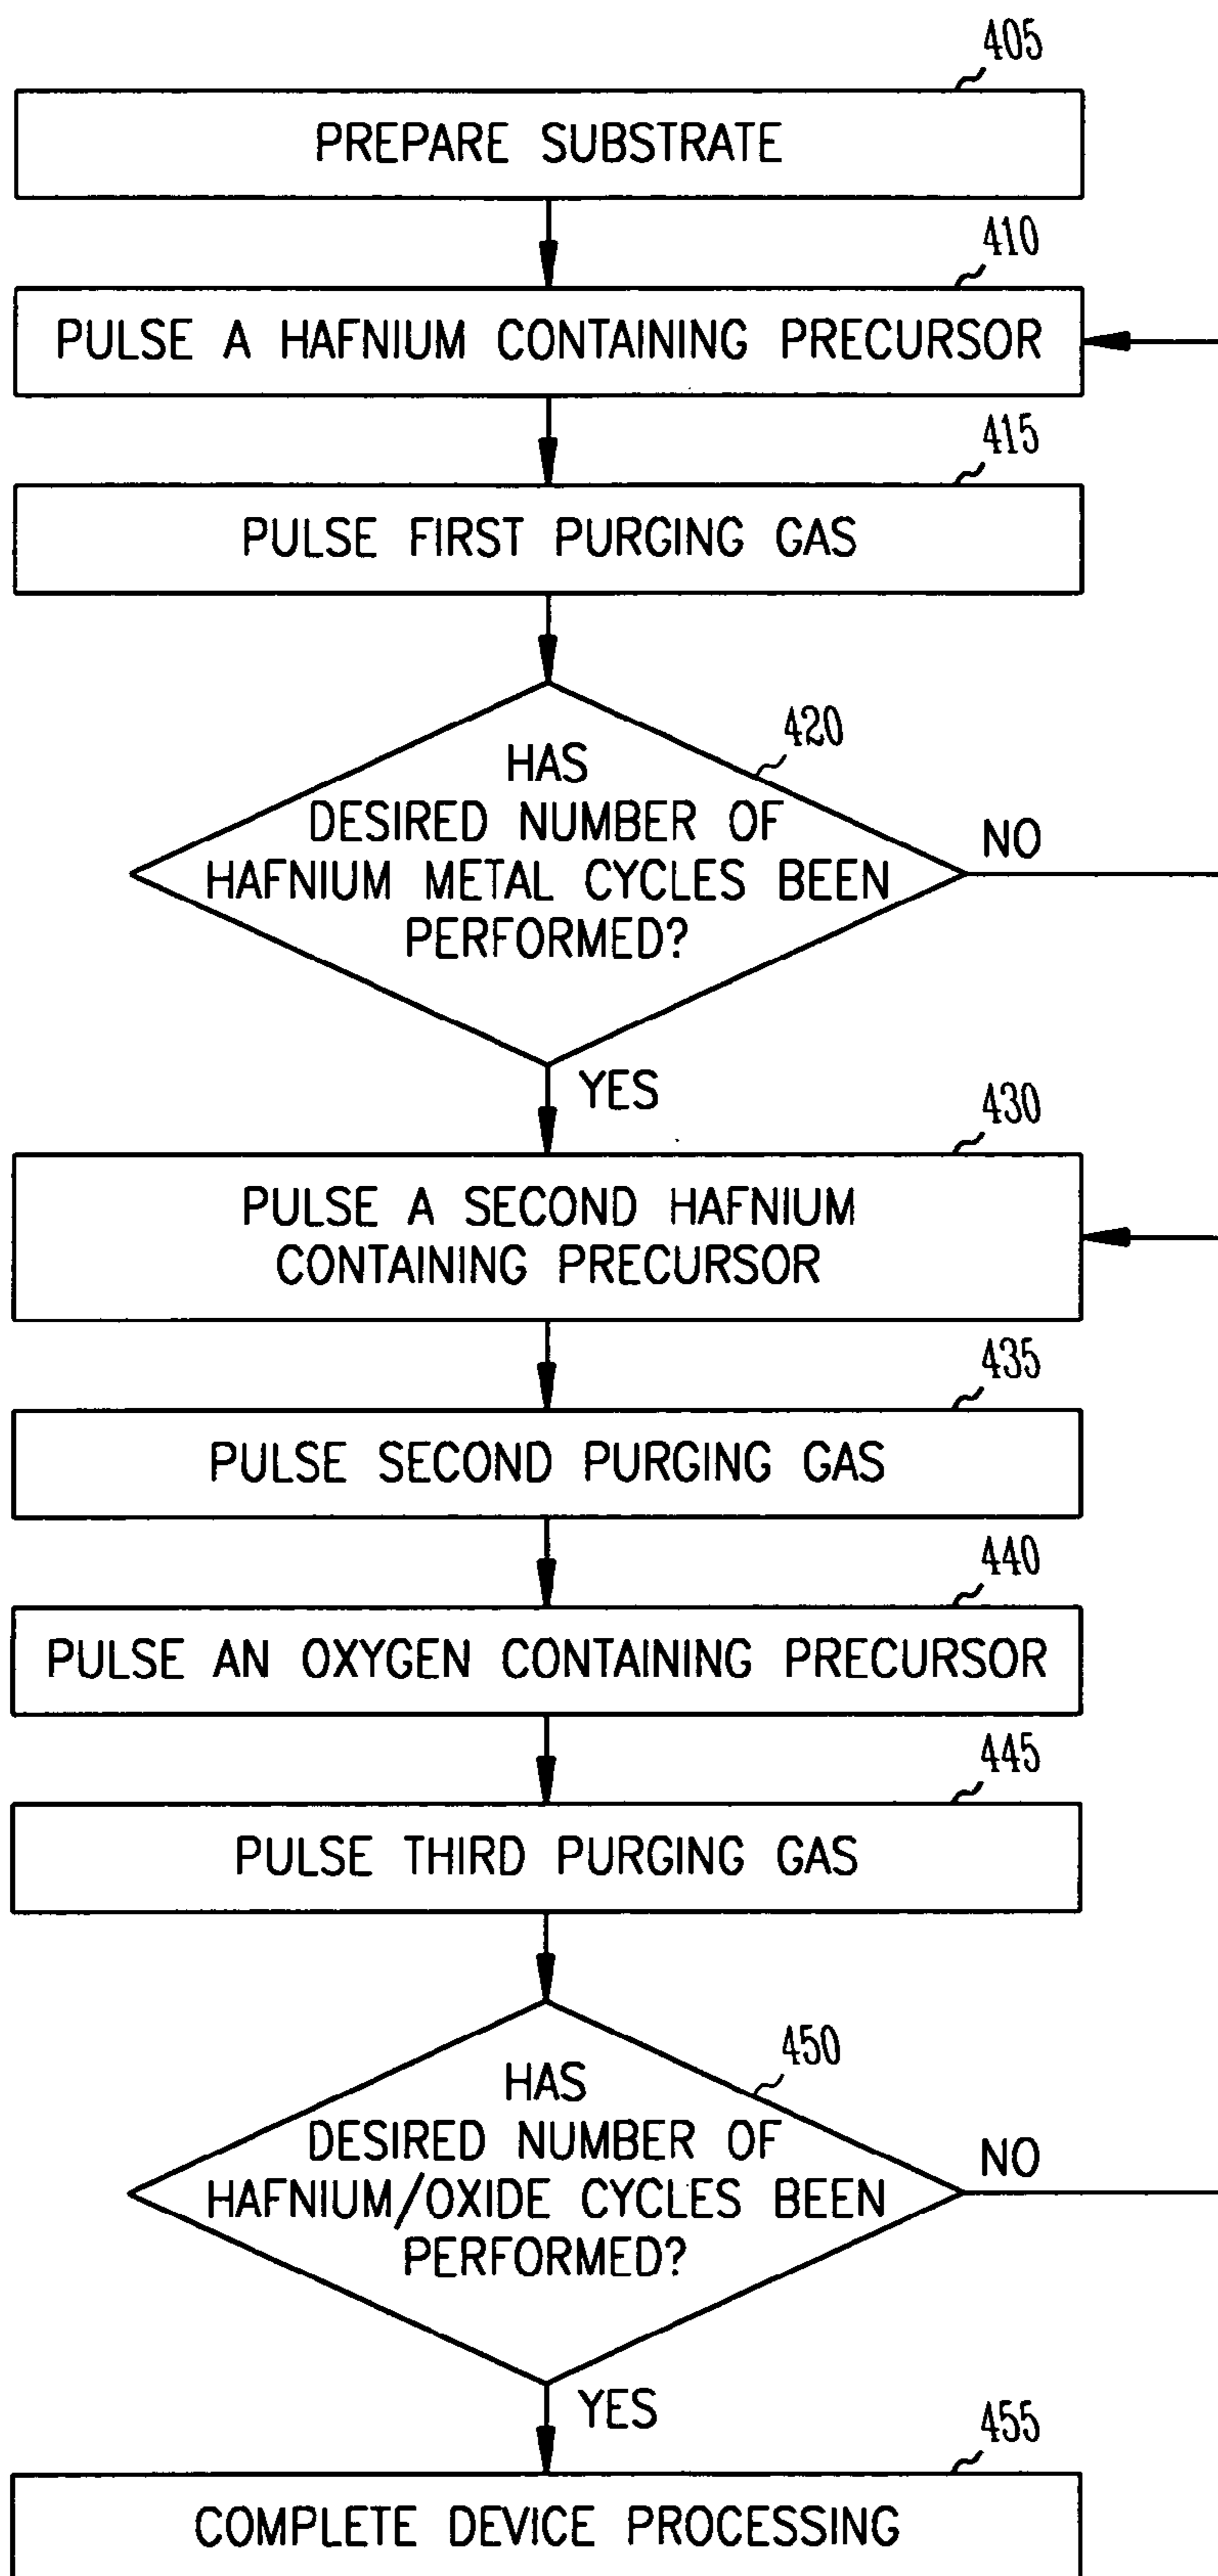 405
PREPARE SUBSTRATE
410
PULSE A HAFNIUM CONTAINING PRECURSOR
415
PULSE FIRST PURGING GAS
420
HAS
DESIRED NUMBER OF
HAFNIUM METAL CYCLES BEEN
PERFORMED?
NO
YES
430
PULSE A SECOND HAFNIUM
CONTAINING PRECURSOR
435
PULSE SECOND PURGING GAS
440
PULSE AN OXYGEN CONTAINING PRECURSOR
445
PULSE THIRD PURGING GAS
450
HAS
DESIRED NUMBER OF
HAFNIUM/OXIDE CYCLES BEEN
PERFORMED?
NO
YES
455
COMPLETE DEVICE PROCESSING